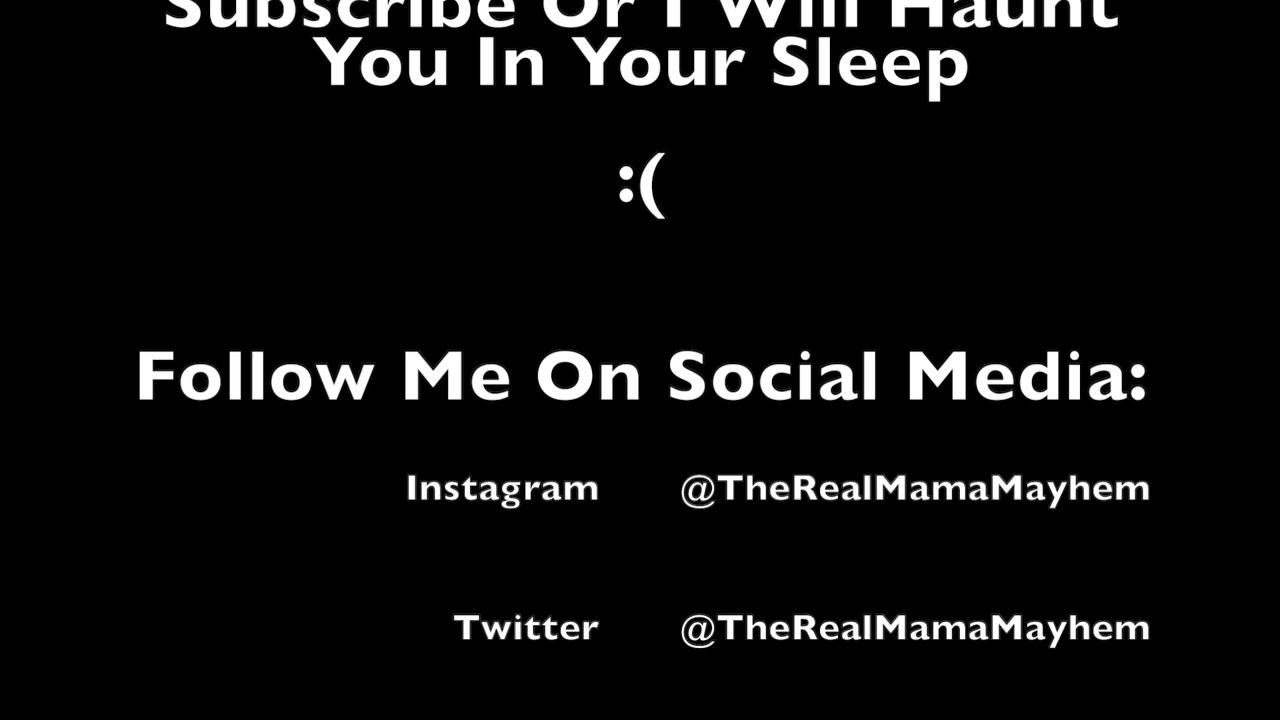 Subscribe Or I Will Haunt
You In Your Sleep
:(
Follow Me On Social Media:
Instagram @TheRealMamaMayhem
Twitter @TheRealMamaMayhem